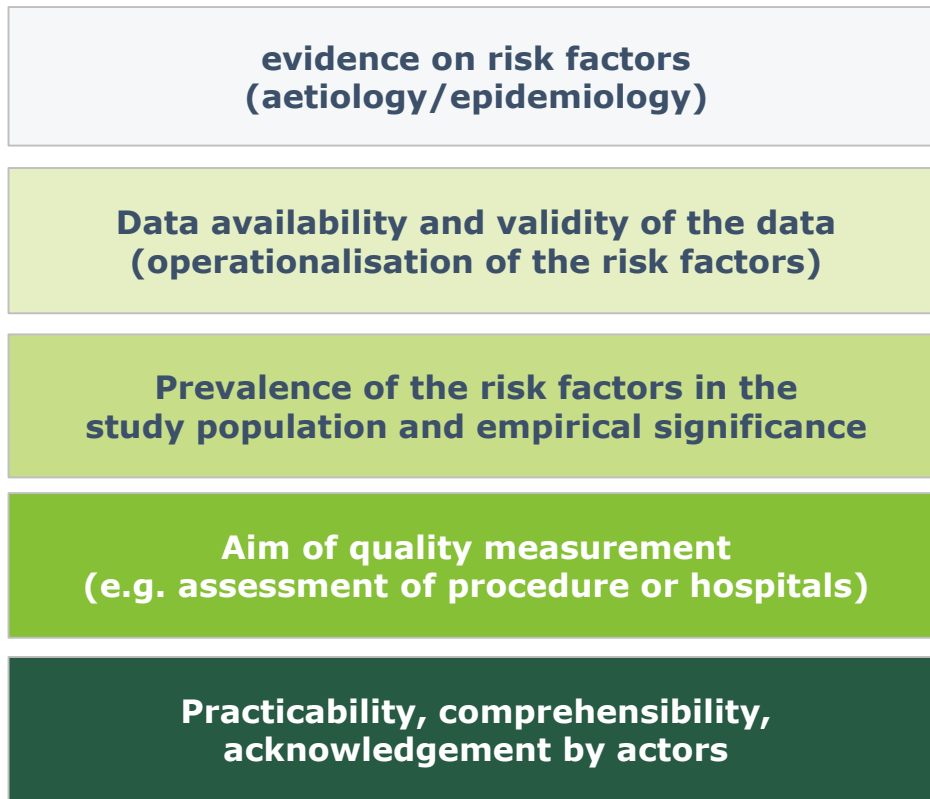 evidence on risk factors
(aetiology/epidemiology)
Data availability and validity of the data
(operationalisation of the risk factors)
Prevalence of the risk factors in the
study population and empirical significance
Aim of quality measurement
(e.g. assessment of procedure or hospitals)
Practicability, comprehensibility,
acknowledgement by actors